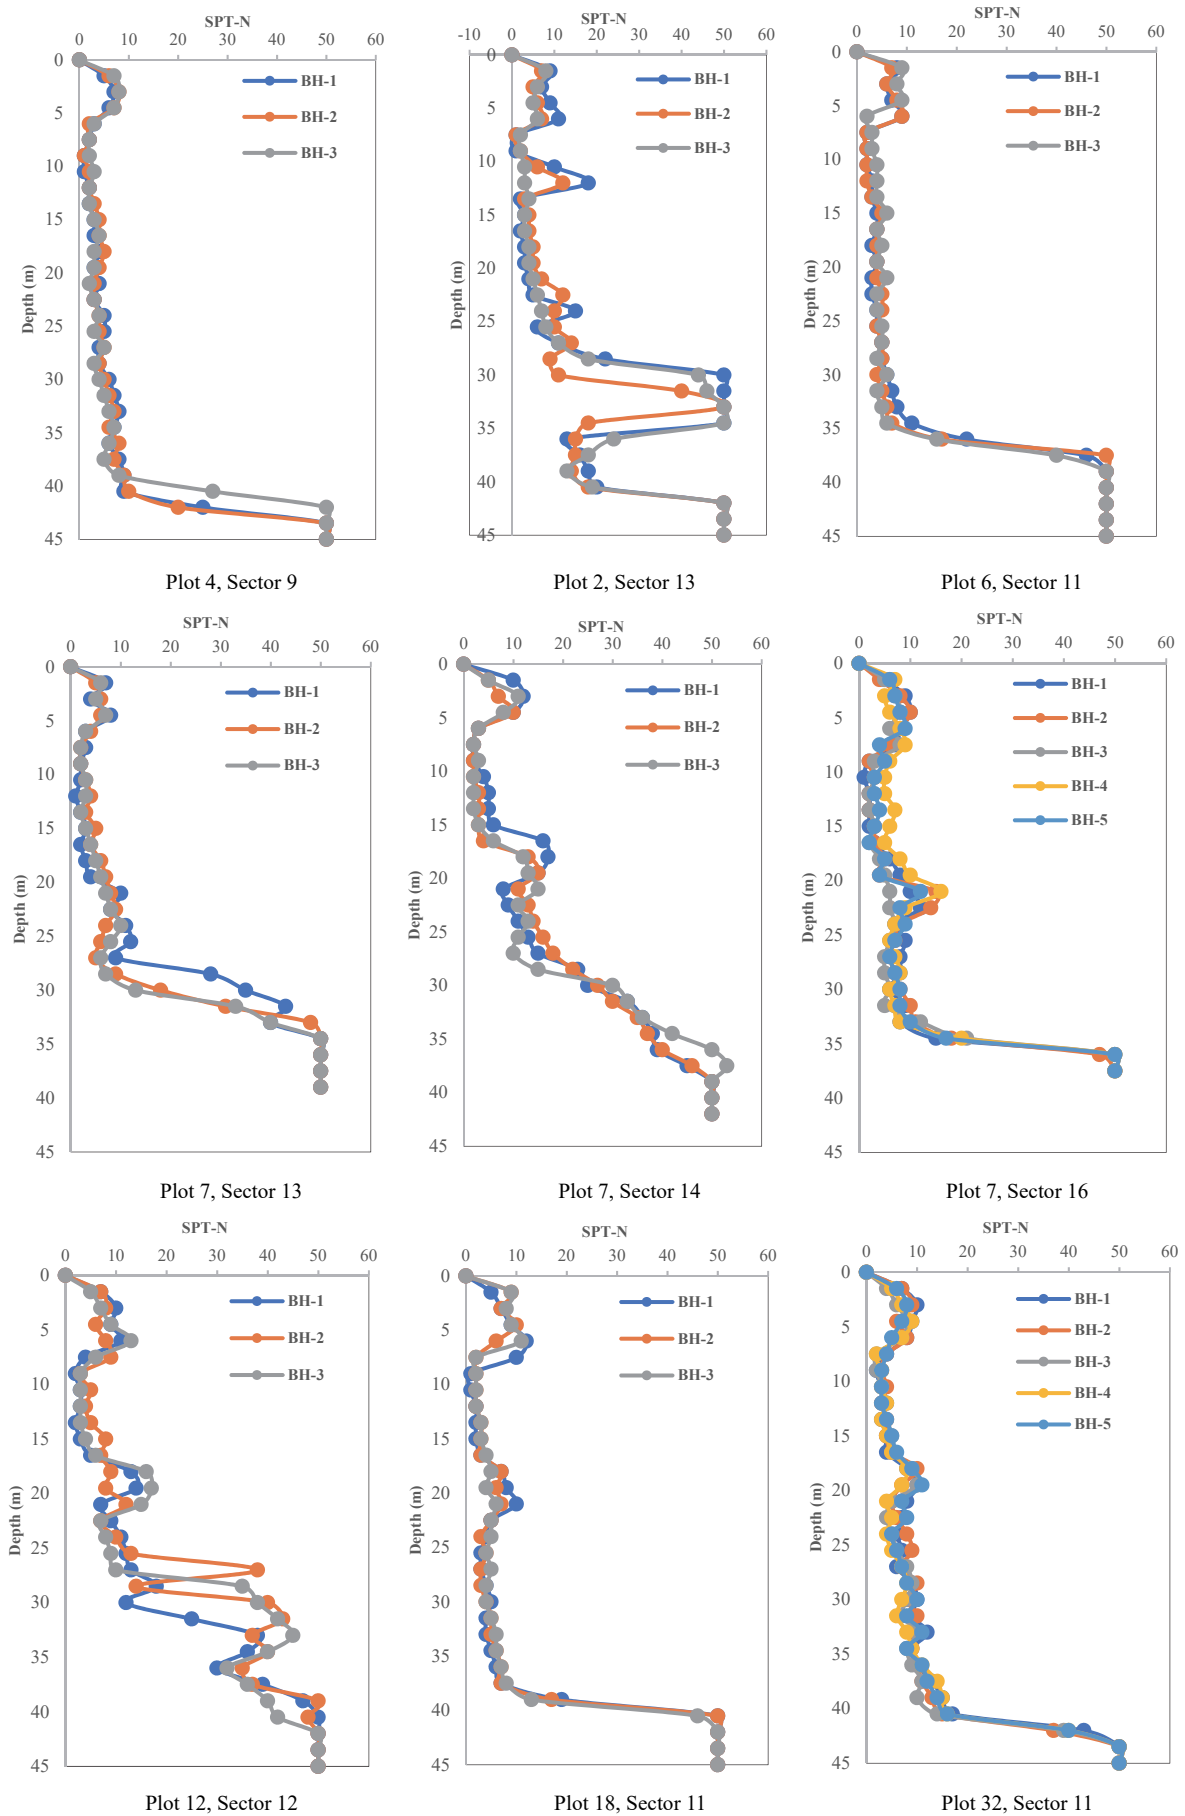 SPT-N
0 10 20 30 40 50 60
0
5
10
15
20
25
30
35
40
45
Depth (m)
BH-1
BH-2
BH-3
Plot 4, Sector 9
SPT-N
-10 0 10 20 30 40 50 60
0
5
10
15
20
25
30
35
40
45
Depth (m)
BH-1
BH-2
BH-3
Plot 2, Sector 13
SPT-N
0 10 20 30 40 50 60
0
5
10
15
20
25
30
35
40
45
Depth (m)
BH-1
BH-2
BH-3
Plot 6, Sector 11
SPT-N
0 10 20 30 40 50 60
0
5
10
15
20
25
30
35
40
45
Depth (m)
BH-1
BH-2
BH-3
Plot 7, Sector 13
SPT-N
0 10 20 30 40 50 60
0
5
10
15
20
25
30
35
40
45
Depth (m)
BH-1
BH-2
BH-3
Plot 7, Sector 14
SPT-N
0 10 20 30 40 50 60
0
5
10
15
20
25
30
35
40
45
Depth (m)
BH-1
BH-2
BH-3
BH-4
BH-5
Plot 7, Sector 16
SPT-N
0 10 20 30 40 50 60
0
5
10
15
20
25
30
35
40
45
Depth (m)
BH-1
BH-2
BH-3
Plot 12, Sector 12
SPT-N
0 10 20 30 40 50 60
0
5
10
15
20
25
30
35
40
45
Depth (m)
BH-1
BH-2
BH-3
Plot 18, Sector 11
SPT-N
0 10 20 30 40 50 60
0
5
10
15
20
25
30
35
40
45
Depth (m)
BH-1
BH-2
BH-3
BH-4
BH-5
Plot 32, Sector 11